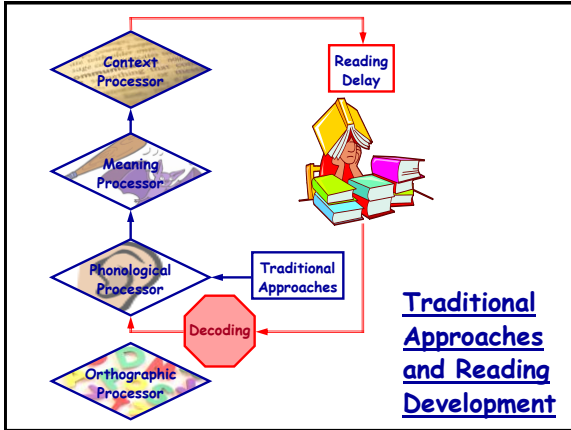 Context
Processor
Reading
Delay
Meaning
Processor
Phonological
Processor
Traditional
Approaches
Decoding
Orthographic
Processor
Traditional
Approaches
and Reading
Development